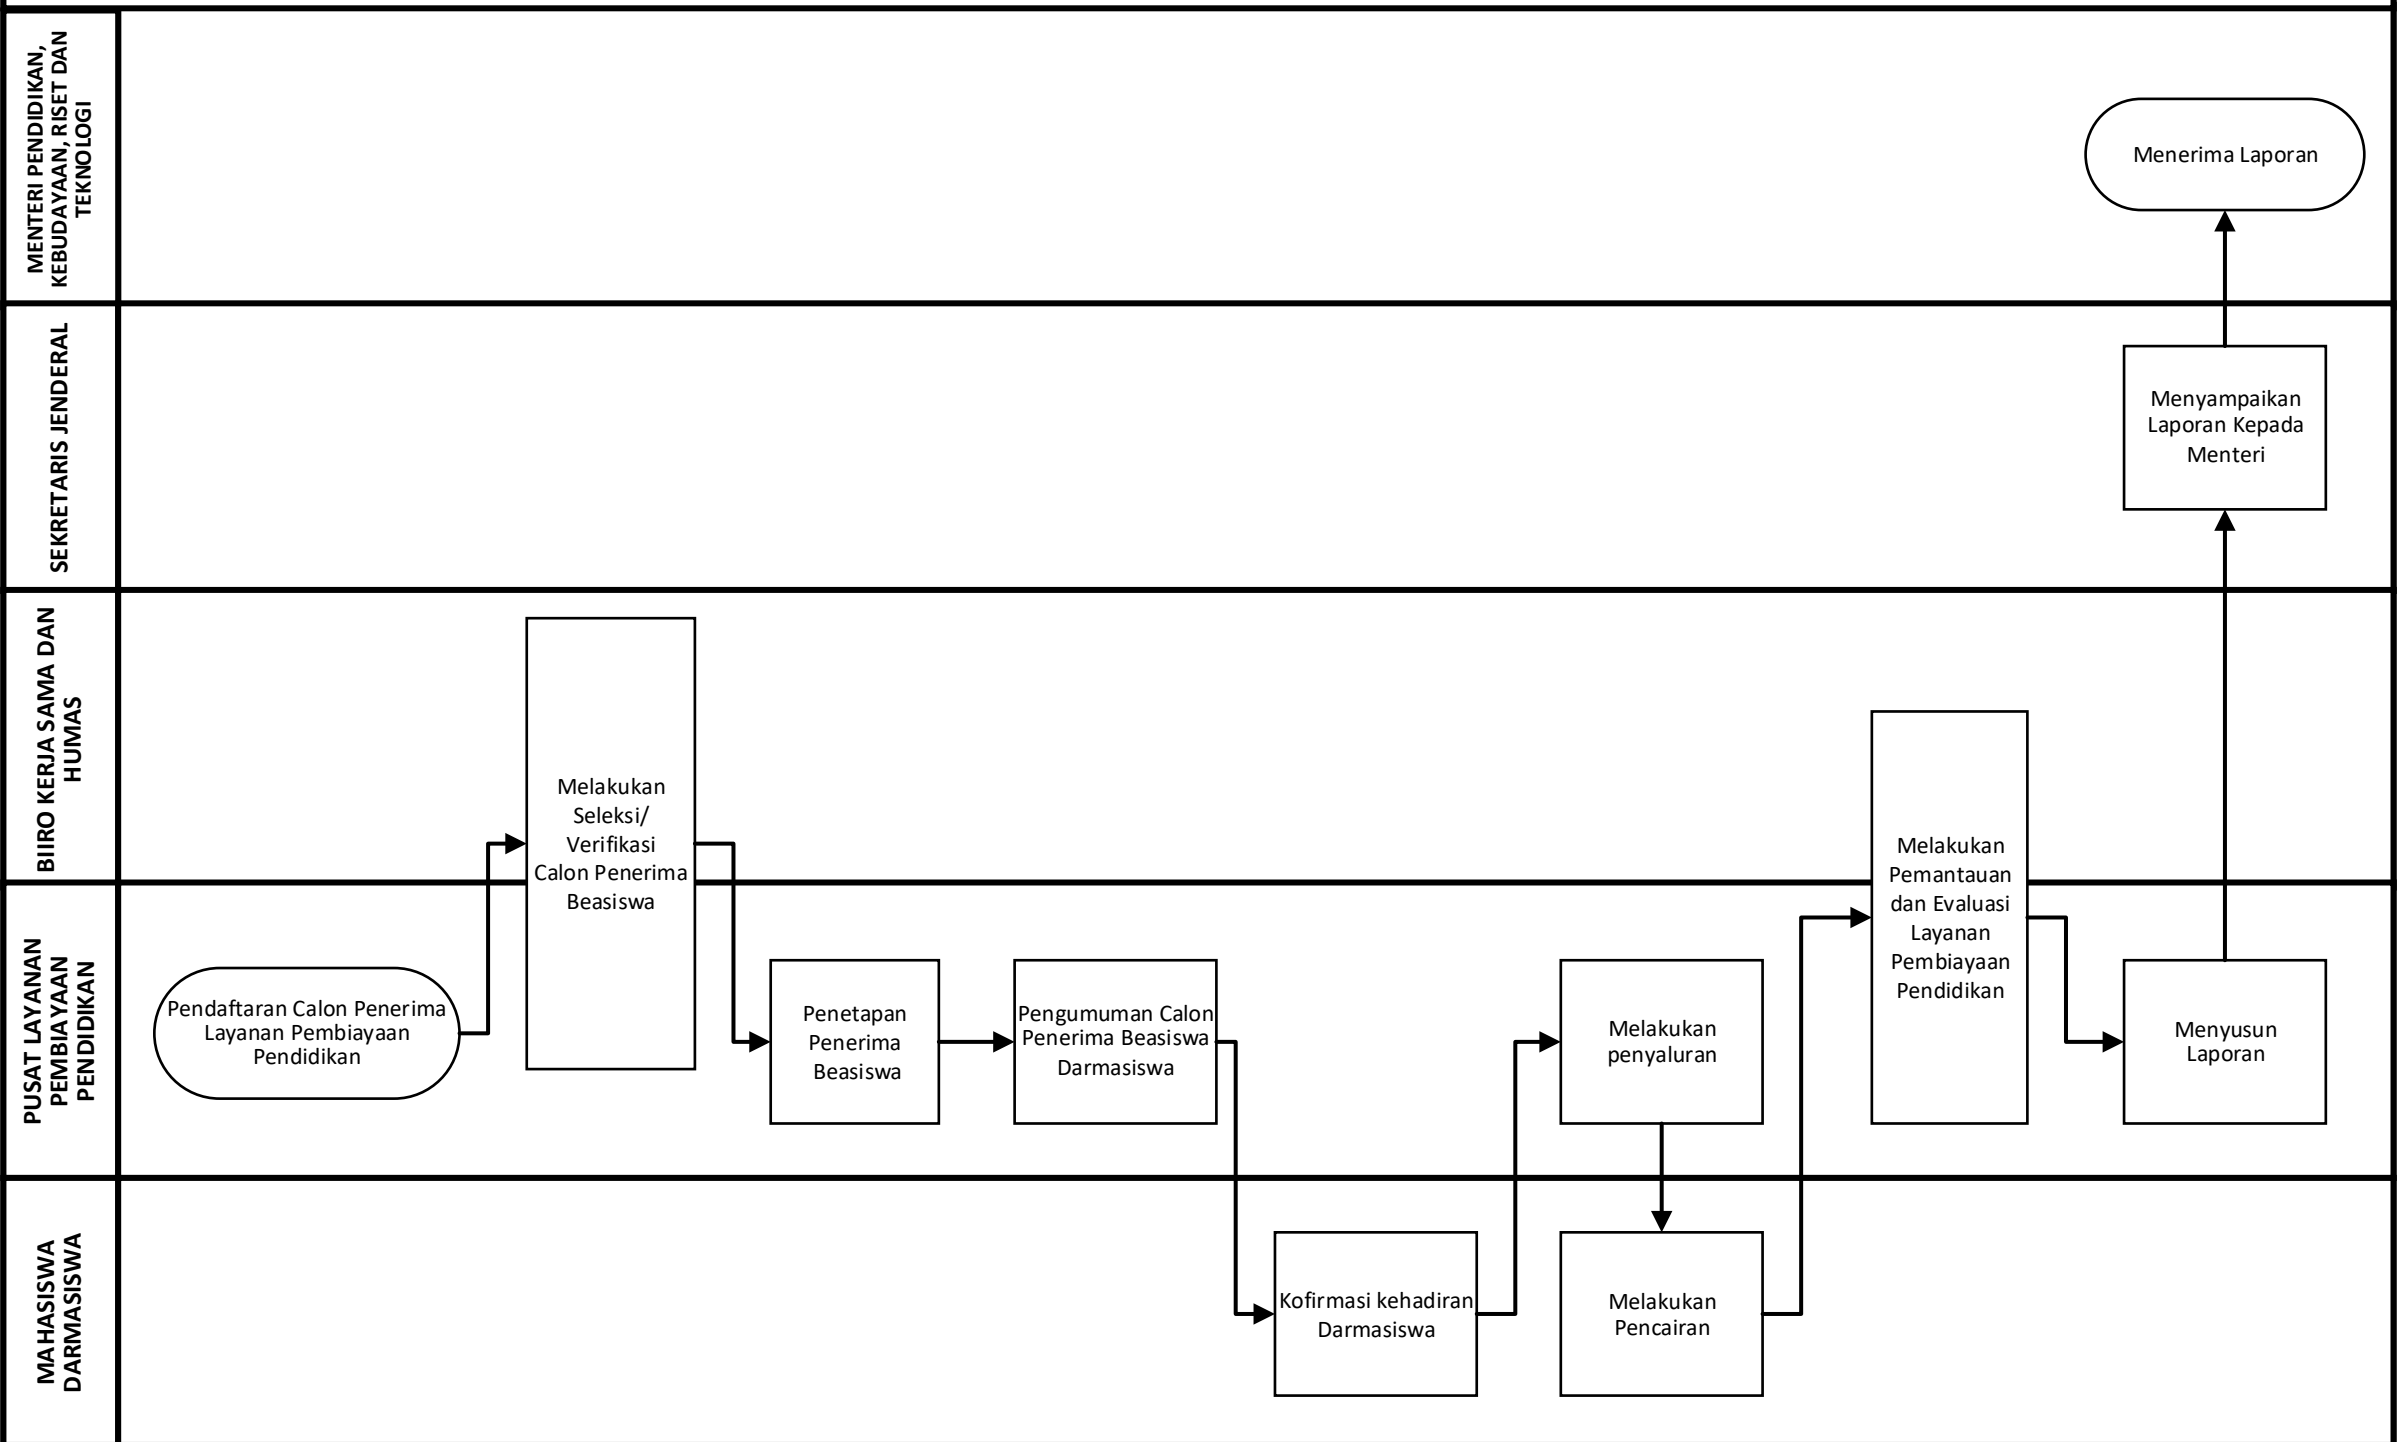 MENTERI PENDIDIKAN,
KEBUDAYAAN, RISET DAN
TEKNOLOGI
Menerima Laporan
SEKRETARIS JENDERAL
Menyampaikan
Laporan Kepada
Menteri
BIIRO KERJA SAMA DAN
HUMAS
Melakukan
Seleksi/
Verifikasi
Calon Penerima
Beasiswa
Melakukan
Pemantauan
dan Evaluasi
Layanan
Pembiayaan
Pendidikan
PUSAT LAYANAN
PEMBIAYAAN
PENDIDIKAN
Pendaftaran Calon Penerima
Layanan Pembiayaan
Pendidikan
Penetapan
Penerima
Beasiswa
Pengumuman Calon
Penerima Beasiswa
Darmasiswa
Melakukan
penyaluran
Menyusun
Laporan
MAHASISWA
DARMASISWA
Kofirmasi kehadiran
Darmasiswa
Melakukan
Pencairan